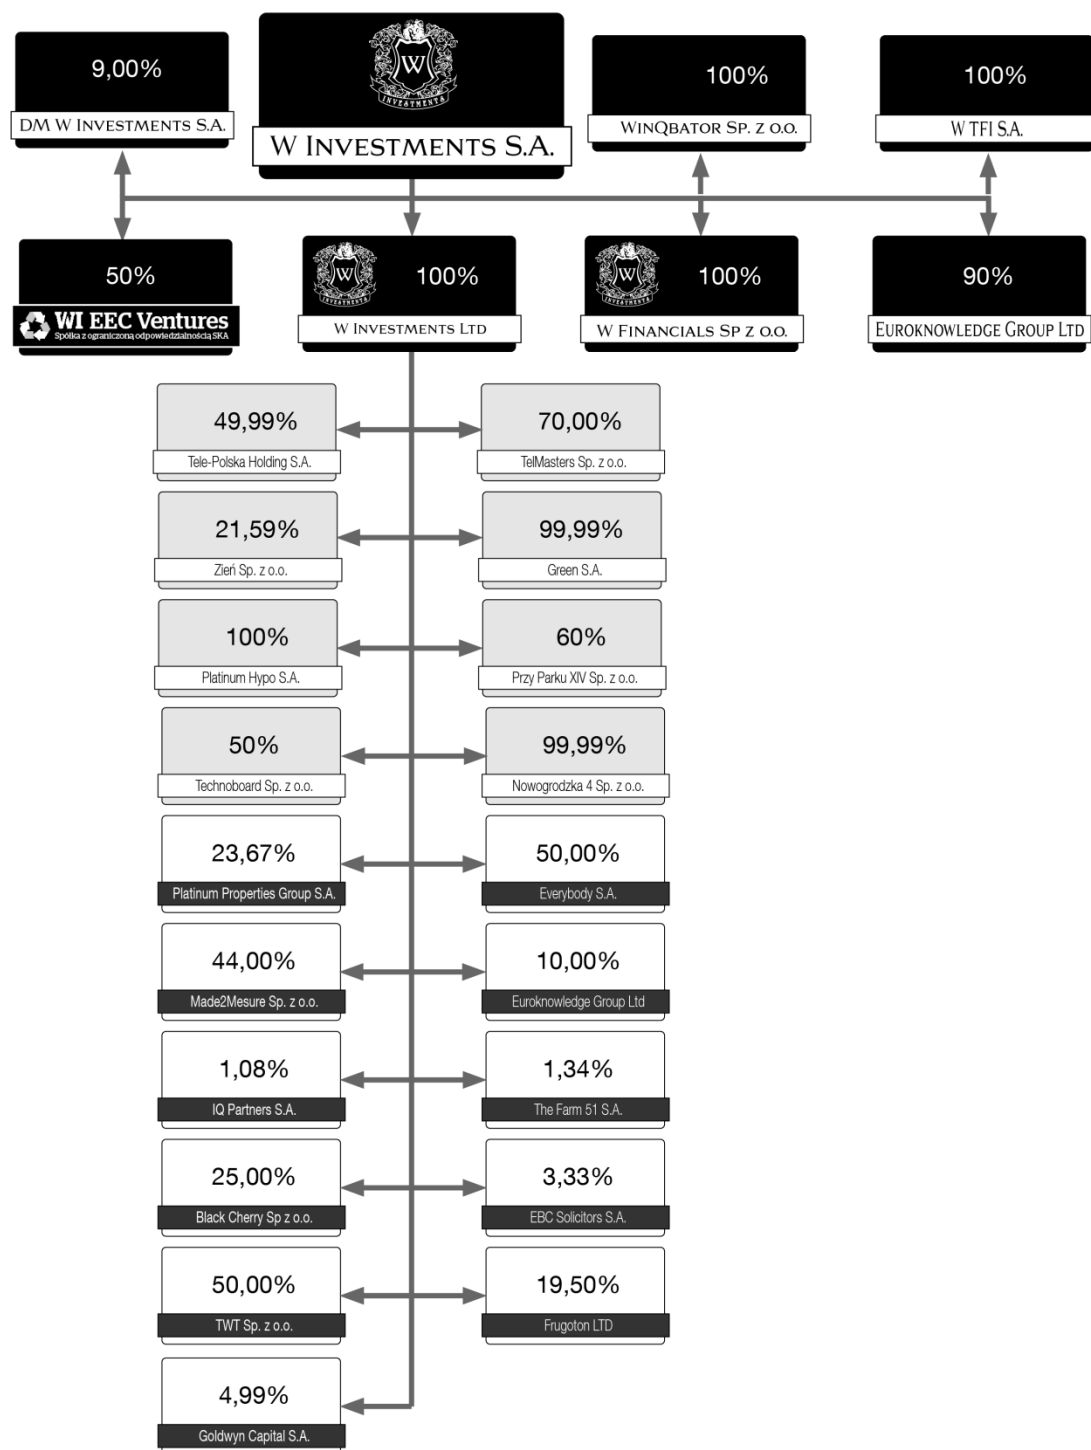 9,00%
DM W INVESTMENTS S.A.
W
INVESTMENTS
W INVESTMENTS S.A.
100%
WINQBATOR SP. Z O.O.
100%
W TFI S.A.
50%
WI EEC Ventures
Spółka z ograniczoną odpowiedzialnością SKA
W
INVESTMENTS
100%
W INVESTMENTS LTD
W
INVESTMENTS
100%
W FINANCIALS SP Z O.O.
90%
EUROKNOWLEDGE GROUP LTD
49,99%
Tele-Polska Holding S.A.
70,00%
TelMasters Sp. z o.o.
21,59%
Zień Sp. z o.o.
99,99%
Green S.A.
100%
Platinum Hypo S.A.
60%
Przy Parku XIV Sp. z o.o.
50%
Technoboard Sp. z o.o.
99,99%
Nowogrodzka 4 Sp. z o.o.
23,67%
Platinum Properties Group S.A.
50,00%
Everybody S.A.
44,00%
Made2Mesure Sp. z o.o.
10,00%
Euroknowledge Group Ltd
1,08%
IQ Partners S.A.
1,34%
The Farm 51 S.A.
25,00%
Black Cherry Sp z o.o.
3,33%
EBC Solicitors S.A.
50,00%
TWT Sp. z o.o.
19,50%
Frugoton LTD
4,99%
Goldwyn Capital S.A.